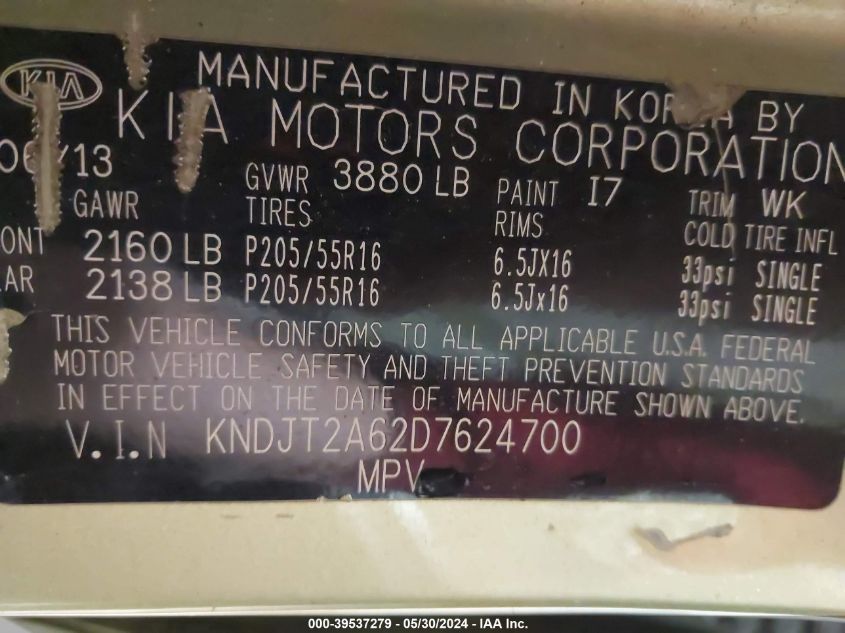 KIA
MANUFACTURED IN KOREA BY
KIA MOTORS CORPORATION
06/13 GVWR 3880 LB PAINT I7 TRIM WK
GAWR TIRES RIMS COLD TIRE INFL
2160 LB P205/55R16 6.5JX16 33psi SINGLE
2138 LB P205/55R16 6.5Jx16 33psi SINGLE
THIS VEHICLE CONFORMS TO ALL APPLICABLE U.S.A. FEDERAL
MOTOR VEHICLE SAFETY AND THEFT PREVENTION STANDARDS
IN EFFECT ON THE DATE OF MANUFACTURE SHOWN ABOVE.
V.I.N KNDJT2A62D7624700
MPV
000-39537279 - 05/30/2024 - IAA Inc.